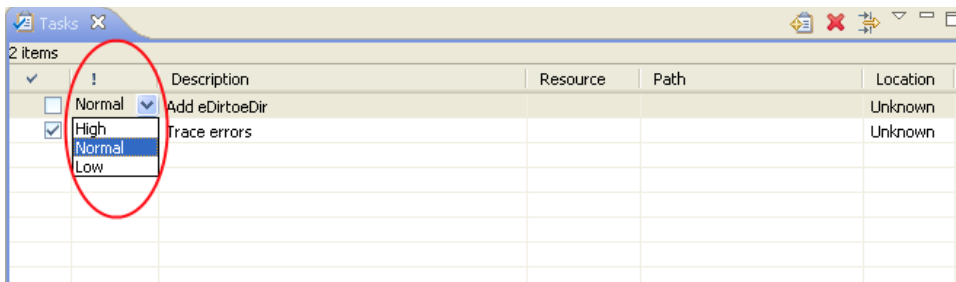 Tasks
2 items
! Description Resource Path Location
Normal Add eDirtoeDir Unknown
High Trace errors Unknown
Normal
Low